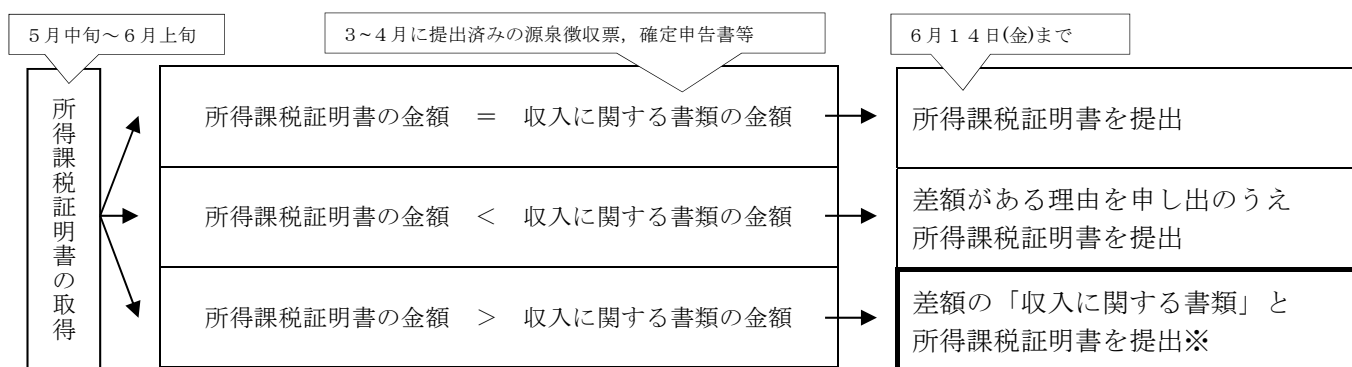 5月中旬～6月上旬
3~4月に提出済みの源泉徴収票，確定申告書等
6月14日(金)まで
所得課税証明書の取得
所得課税証明書の金額　＝　収入に関する書類の金額
所得課税証明書を提出
所得課税証明書の金額　＜　収入に関する書類の金額
差額がある理由を申し出のうえ
所得課税証明書を提出
所得課税証明書の金額　＞　収入に関する書類の金額
差額の「収入に関する書類」と
所得課税証明書を提出※